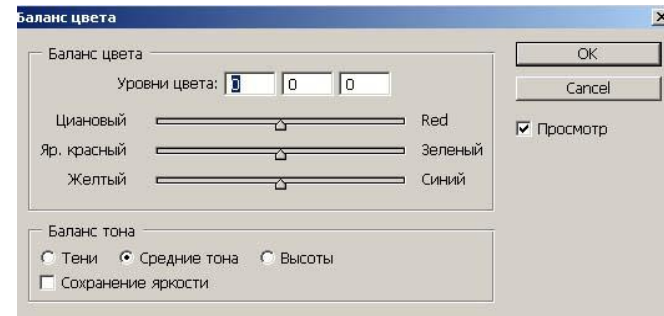 Баланс цвета
Баланс цвета
Уровни цвета: 0 0 0
Циановый Red
Яр. красный Зеленый
Желтый Синий
Баланс тона
Тени Средние тона Высоты
Сохранение яркости
OK
Cancel
Просмотр